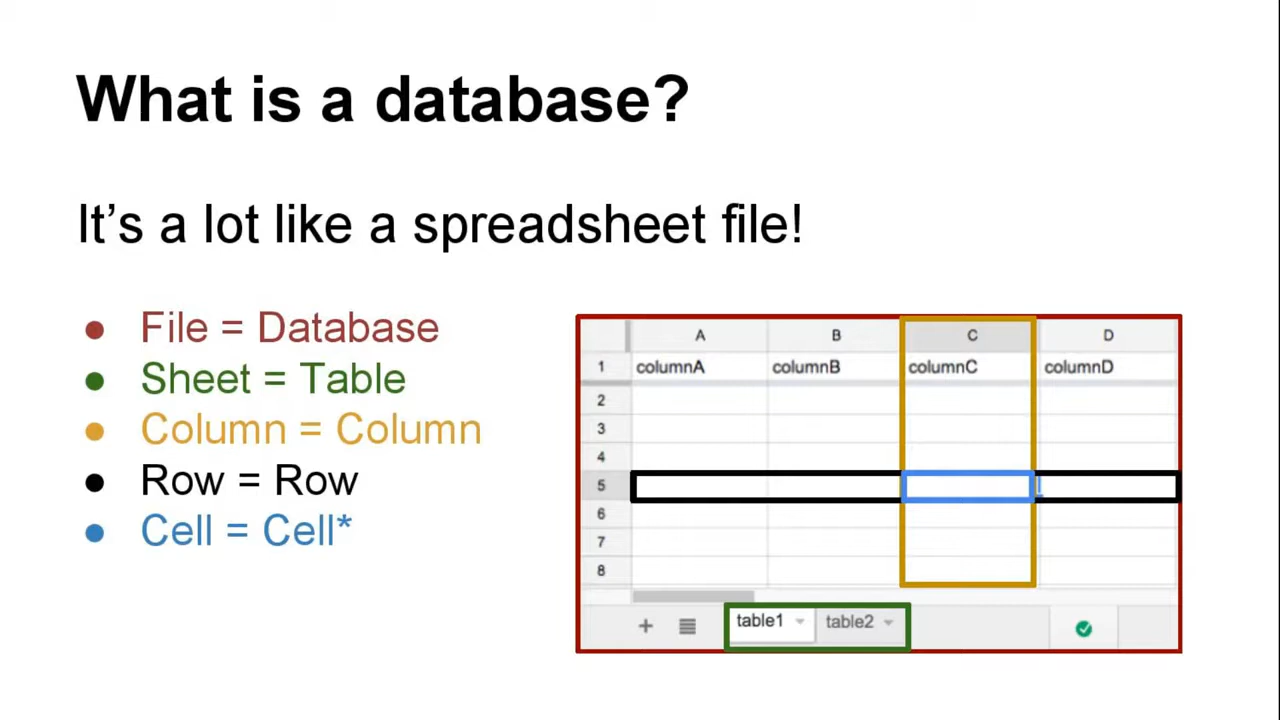 What is a database?
It's a lot like a spreadsheet file!
● File = Database
● Sheet = Table
● Column = Column
● Row = Row
● Cell = Cell*
A B C D
1 columnA columnB columnC columnD
2
3
4
5
6
7
8
+ table1 table2